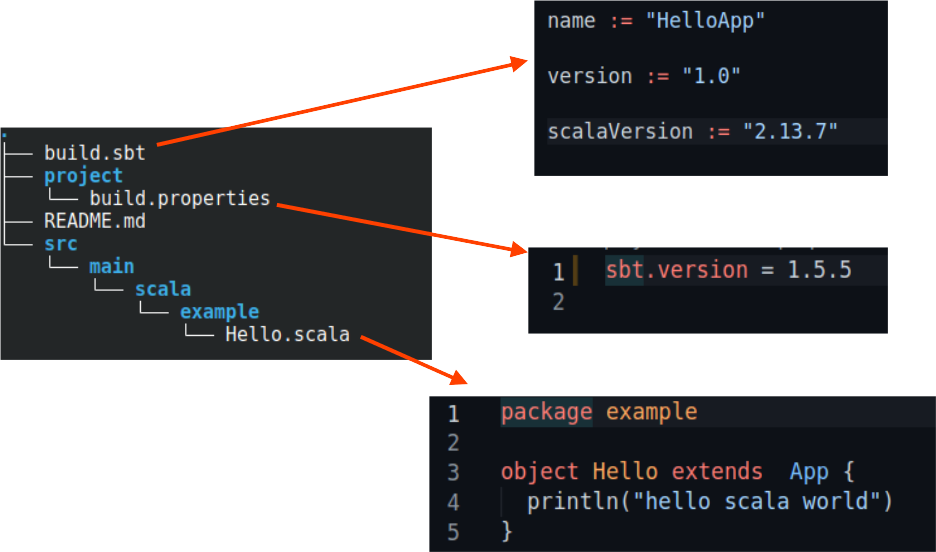 build.sbt
project
build.properties
README.md
src
main
scala
example
Hello.scala
name := "HelloApp"
version := "1.0"
scalaVersion := "2.13.7"
1 sbt.version = 1.5.5
2
1 package example
2
3 object Hello extends  App {
4   println("hello scala world")
5 }